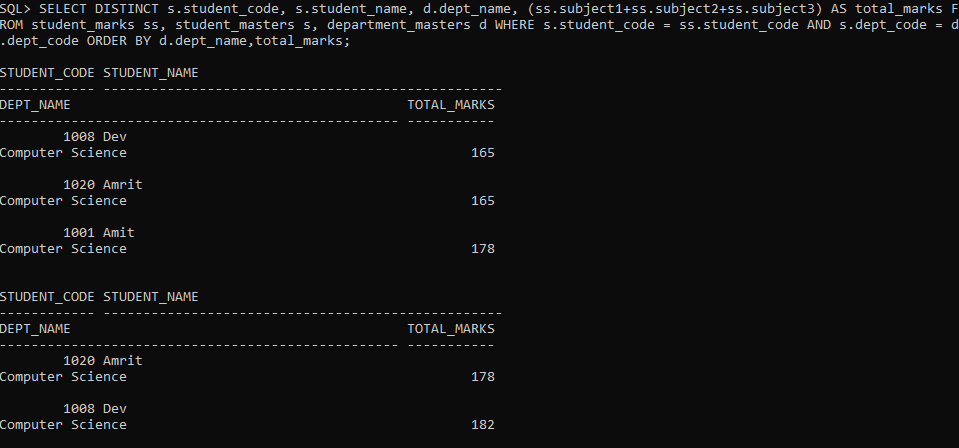 SQL> SELECT DISTINCT s.student_code, s.student_name, d.dept_name, (ss.subject1+ss.subject2+ss.subject3) AS total_marks F
ROM student_marks ss, student_masters s, department_masters d WHERE s.student_code = ss.student_code AND s.dept_code = d
.dept_code ORDER BY d.dept_name,total_marks;
STUDENT_CODE STUDENT_NAME
------------ --------------------------------------------------
DEPT_NAME                                          TOTAL_MARKS
-------------------------------------------------- -----------
        1008 Dev
Computer Science                                           165
        1020 Amrit
Computer Science                                           165
        1001 Amit
Computer Science                                           178
STUDENT_CODE STUDENT_NAME
------------ --------------------------------------------------
DEPT_NAME                                          TOTAL_MARKS
-------------------------------------------------- -----------
        1020 Amrit
Computer Science                                           178
        1008 Dev
Computer Science                                           182